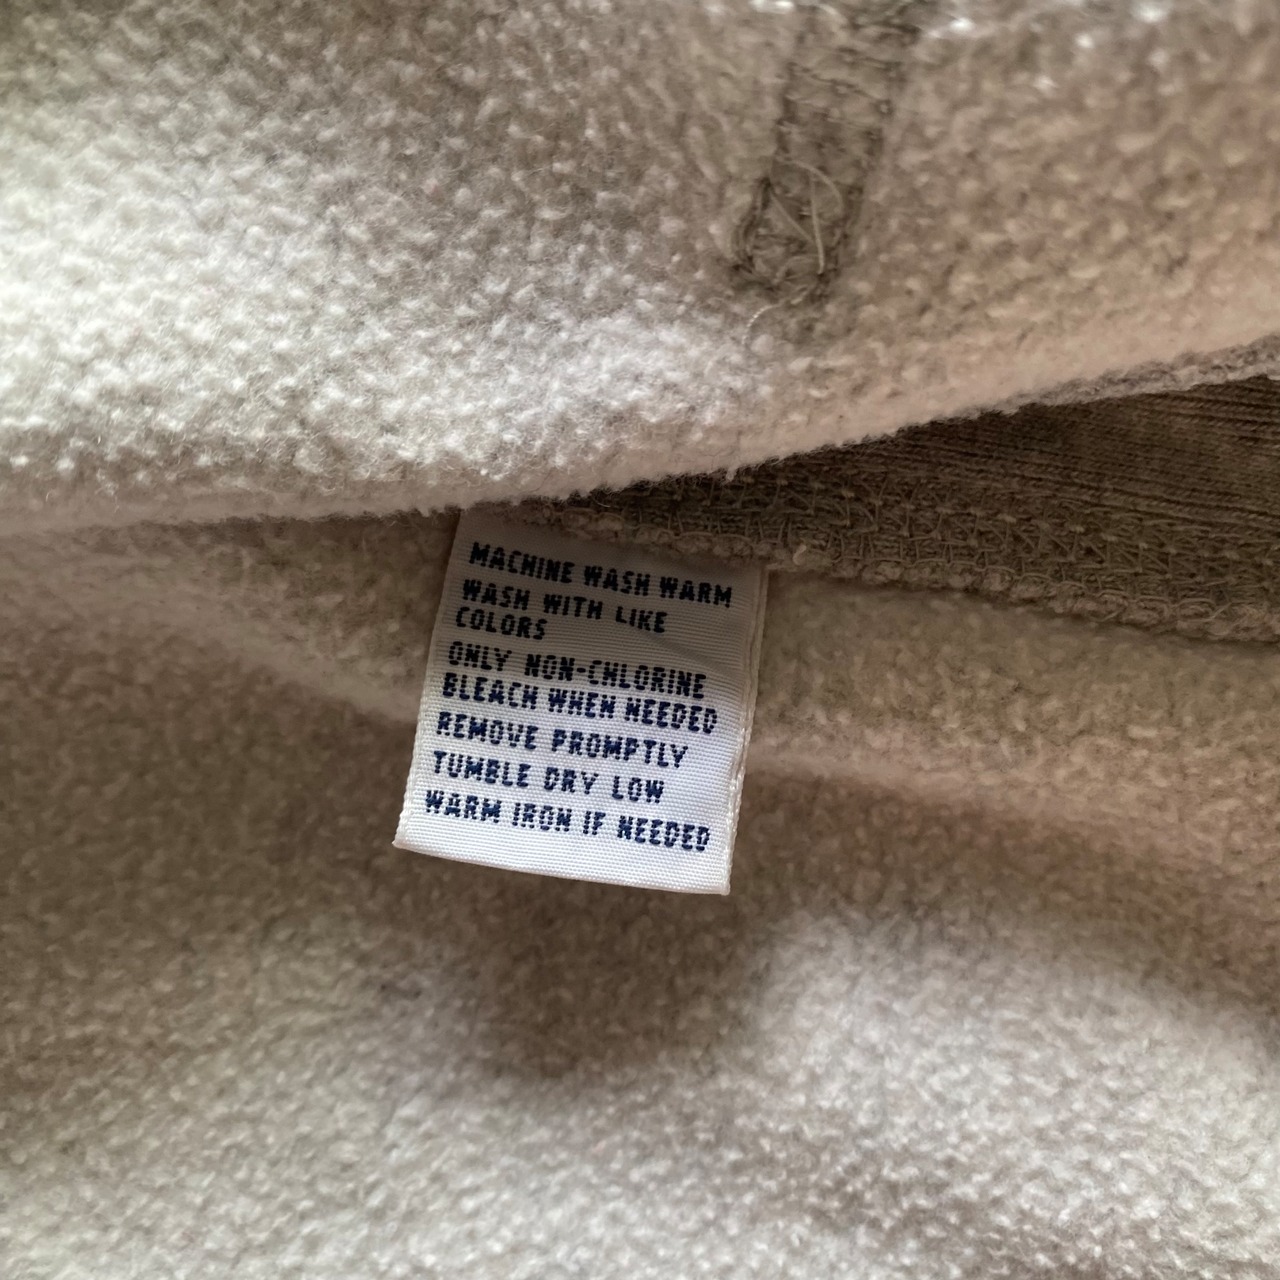 MACHINE WASH WARM
WASH WITH LIKE
COLORS
ONLY NON-CHLORINE
BLEACH WHEN NEEDED
REMOVE PROMPTLY
TUMBLE DRY LOW
WARM IRON IF NEEDED